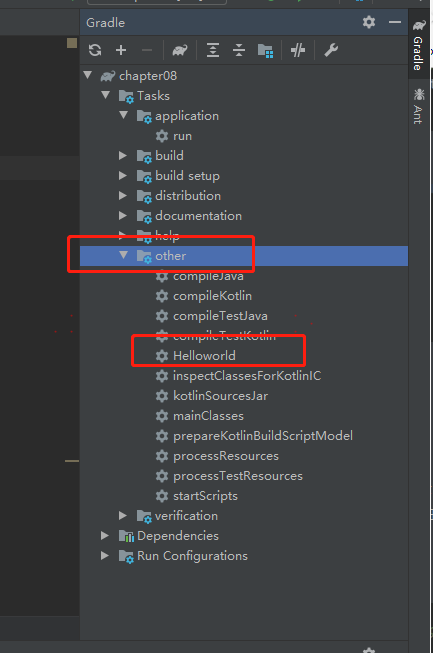 Gradle
chapter08
Tasks
application
run
build
build setup
distribution
documentation
help
other
compileJava
compileKotlin
compileTestJava
compileTestKotlin
Helloworld
inspectClassesForKotlinIC
kotlinSourcesJar
mainClasses
prepareKotlinBuildScriptModel
processResources
processTestResources
startScripts
verification
Dependencies
Run Configurations
Gradle
Ant